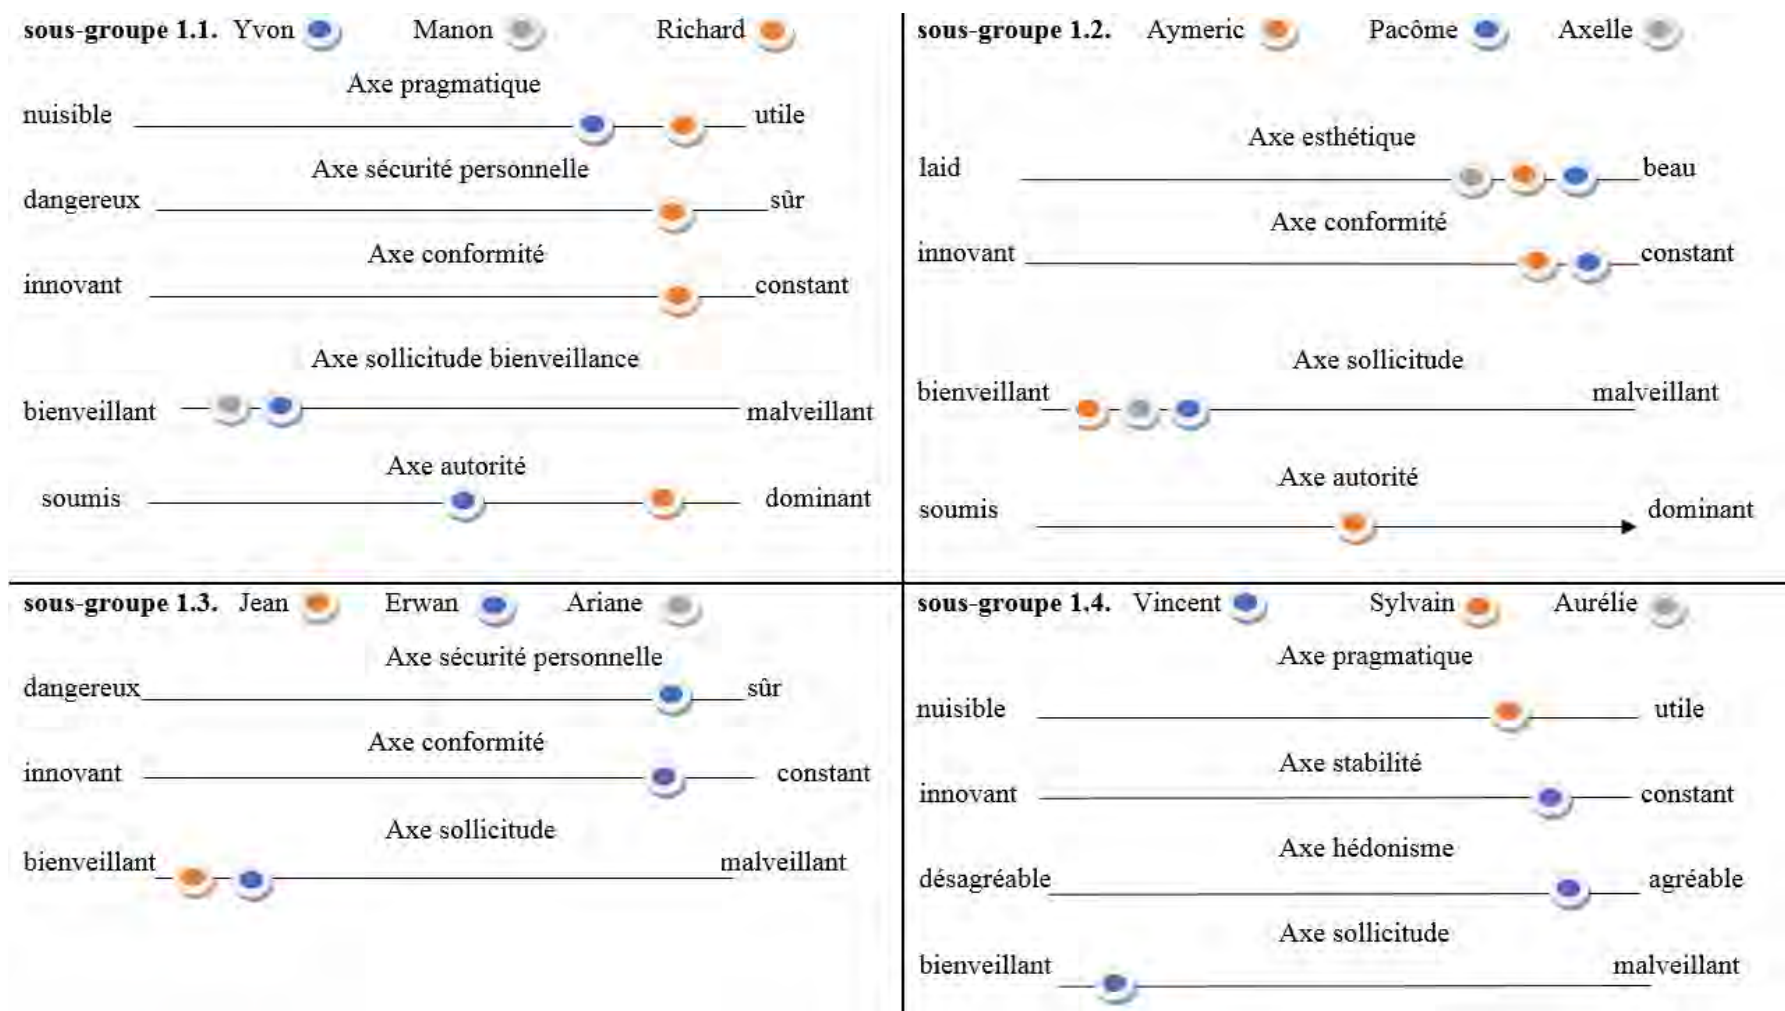 sous-groupe 1.1. Yvon Manon Richard
Axe pragmatique
nuisible utile
Axe sécurité personnelle
dangereux sûr
Axe conformité
innovant constant
Axe sollicitude bienveillance
bienveillant malveillant
Axe autorité
soumis dominant
sous-groupe 1.2. Aymeric Pacôme Axelle
Axe esthétique
laid beau
Axe conformité
innovant constant
Axe sollicitude
bienveillant malveillant
Axe autorité
soumis dominant
sous-groupe 1.3. Jean Erwan Ariane
Axe sécurité personnelle
dangereux sûr
Axe conformité
innovant constant
Axe sollicitude
bienveillant malveillant
sous-groupe 1.4. Vincent Sylvain Aurélie
Axe pragmatique
nuisible utile
Axe stabilité
innovant constant
Axe hédonisme
désagréable agréable
Axe sollicitude
bienveillant malveillant